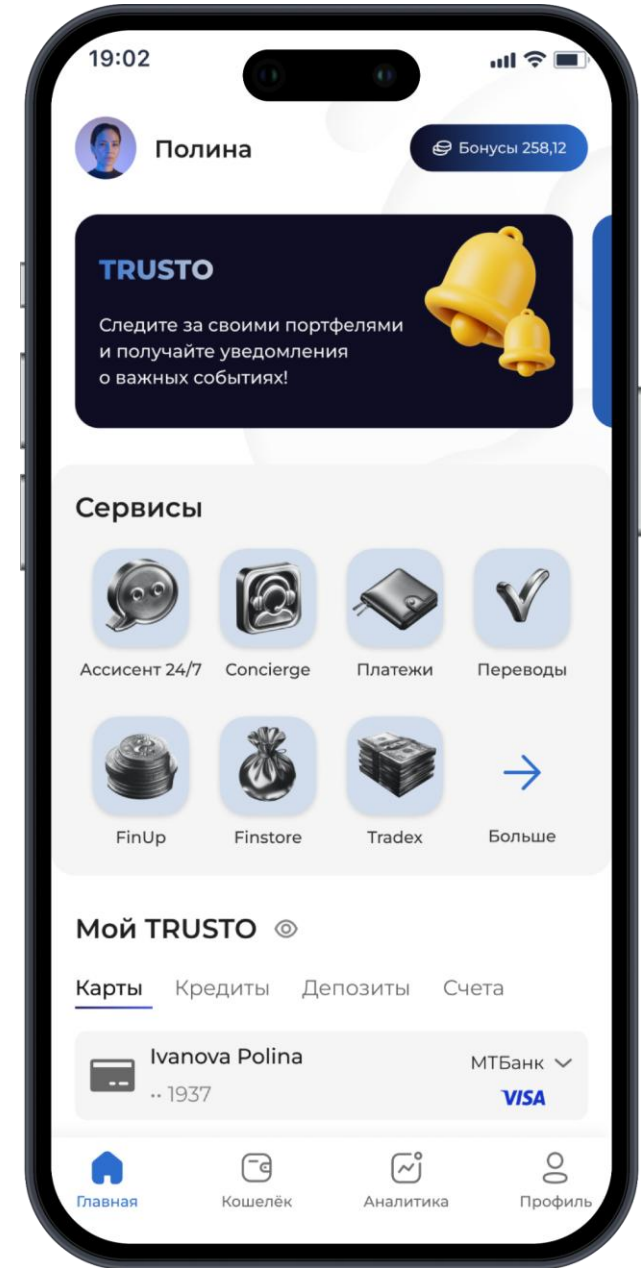 19:02
Полина
Бонусы 258,12
TRUSTO
Следите за своими портфелями
и получайте уведомления
о важных событиях!
Сервисы
Ассисент 24/7
Concierge
Платежи
Переводы
FinUp
Finstore
Tradex
Больше
Мой TRUSTO
Карты
Кредиты
Депозиты
Счета
Ivanova Polina
МТБанк
·· 1937
VISA
Главная
Кошелёк
Аналитика
Профиль